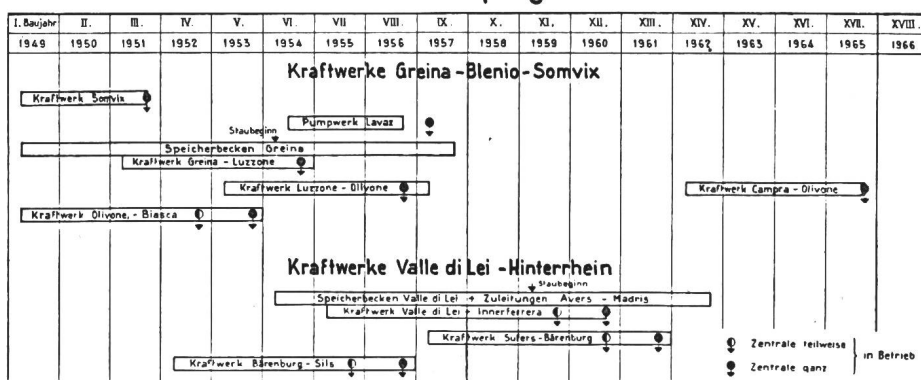 I. Baujahr II. III. IV. V. VI. VII VIII. IX. X. XI. XII. XIII. XIV. XV. XVI. XVII. XVIII
1949 1950 1951 1952 1953 1954 1955 1956 1957 1958 1959 1960 1961 1962 1963 1964 1965 1966
Kraftwerke Greina-Blenio-Somvix
Kraftwerk Somvix
Pumpwerk Lavaz
Staubeginn
Speicherbecken Greina
Kraftwerk Greina - Luzzone
Kraftwerk Luzzone - Olivone
Kraftwerk Campra - Olivone
Kraftwerk Olivone, - Biasca
Kraftwerke Valle di Lei -Hinterrhein
Staubeginn
Speicherbecken Valle di Lei + Zuleitungen Avers - Madris
Kraftwerk Valle di Lei + Innerferrera
Kraftwerk Sufers-Bärenburg
Kraftwerk Bärenburg - Sils
Zentrale teilweise
Zentrale ganz
in Betrieb